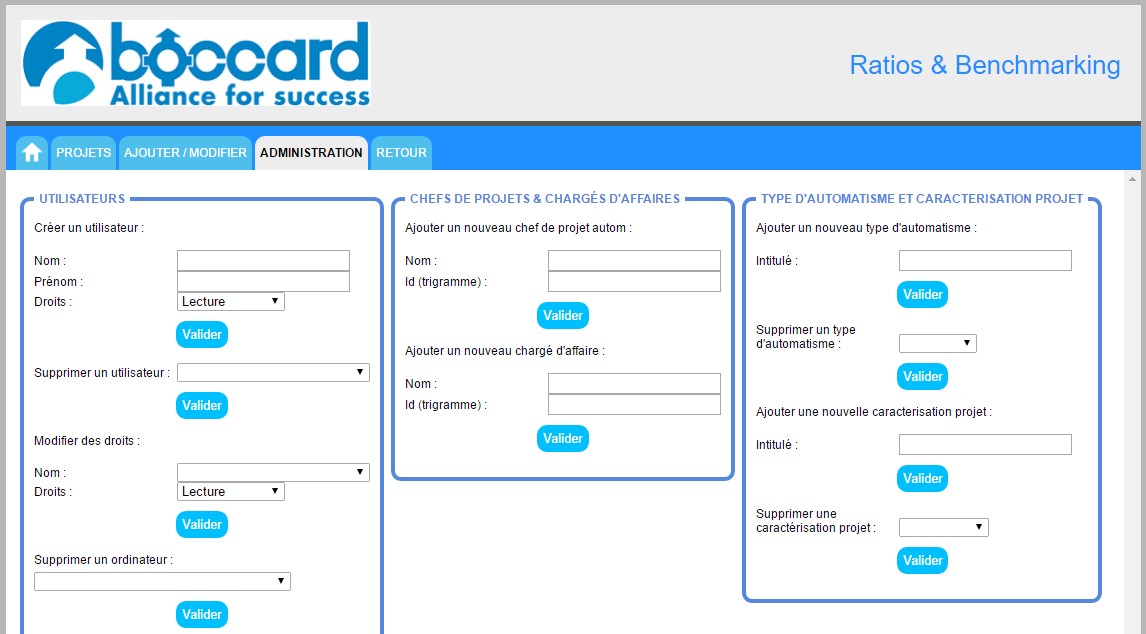 boccard
Alliance for success
Ratios & Benchmarking
PROJETS
AJOUTER / MODIFIER
ADMINISTRATION
RETOUR
UTILISATEURS
Créer un utilisateur :
Nom :
Prénom :
Droits :
Lecture
Valider
Supprimer un utilisateur :
Valider
Modifier des droits :
Nom :
Droits :
Lecture
Valider
Supprimer un ordinateur :
Valider
CHEFS DE PROJETS & CHARGÉS D'AFFAIRES
Ajouter un nouveau chef de projet autom :
Nom :
Id (trigramme) :
Valider
Ajouter un nouveau chargé d'affaire :
Nom :
Id (trigramme) :
Valider
TYPE D'AUTOMATISME ET CARACTERISATION PROJET
Ajouter un nouveau type d'automatisme :
Intitulé :
Valider
Supprimer un type
d'automatisme :
Valider
Ajouter une nouvelle caracterisation projet :
Intitulé :
Valider
Supprimer une
caractérisation projet :
Valider